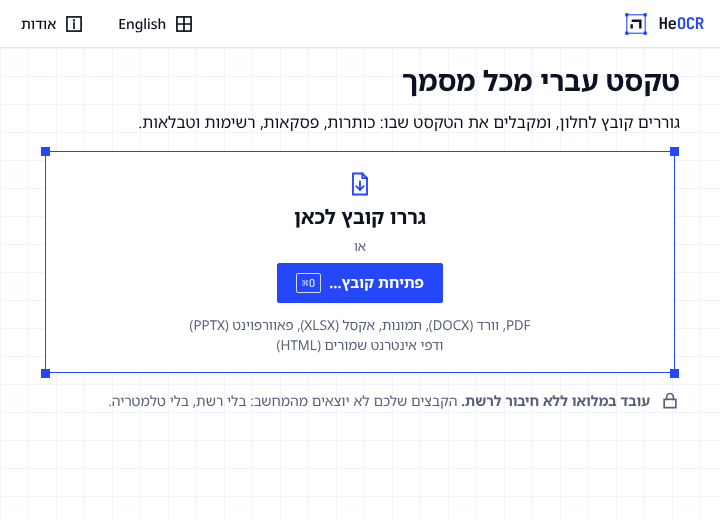 HeOCR
English
אודות
טקסט עברי מכל מסמך
גוררים קובץ לחלון, ומקבלים את הטקסט שבו: כותרות, פסקאות, רשימות וטבלאות.
גררו קובץ לכאן
או
פתיחת קובץ... ⌘O
PDF, וורד (DOCX), תמונות, אקסל (XLSX), פאוורפוינט (PPTX)
ודפי אינטרנט שמורים (HTML)
עובד במלואו ללא חיבור לרשת. הקבצים שלכם לא יוצאים מהמחשב: בלי רשת, בלי טלמטריה.